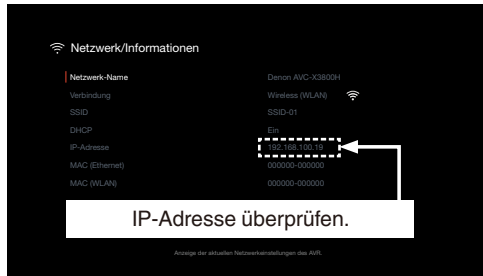 Netzwerk/Informationen
Netzwerk-Name Denon AVC-X3800H
Verbindung Wireless (WLAN)
SSID SSID-01
DHCP Ein
IP-Adresse 192.168.100.19
MAC (Ethernet) 000000-000000
MAC (WLAN) 000000-000000
IP-Adresse überprüfen.
Anzeige der aktuellen Netzwerkeinstellungen des AVR.